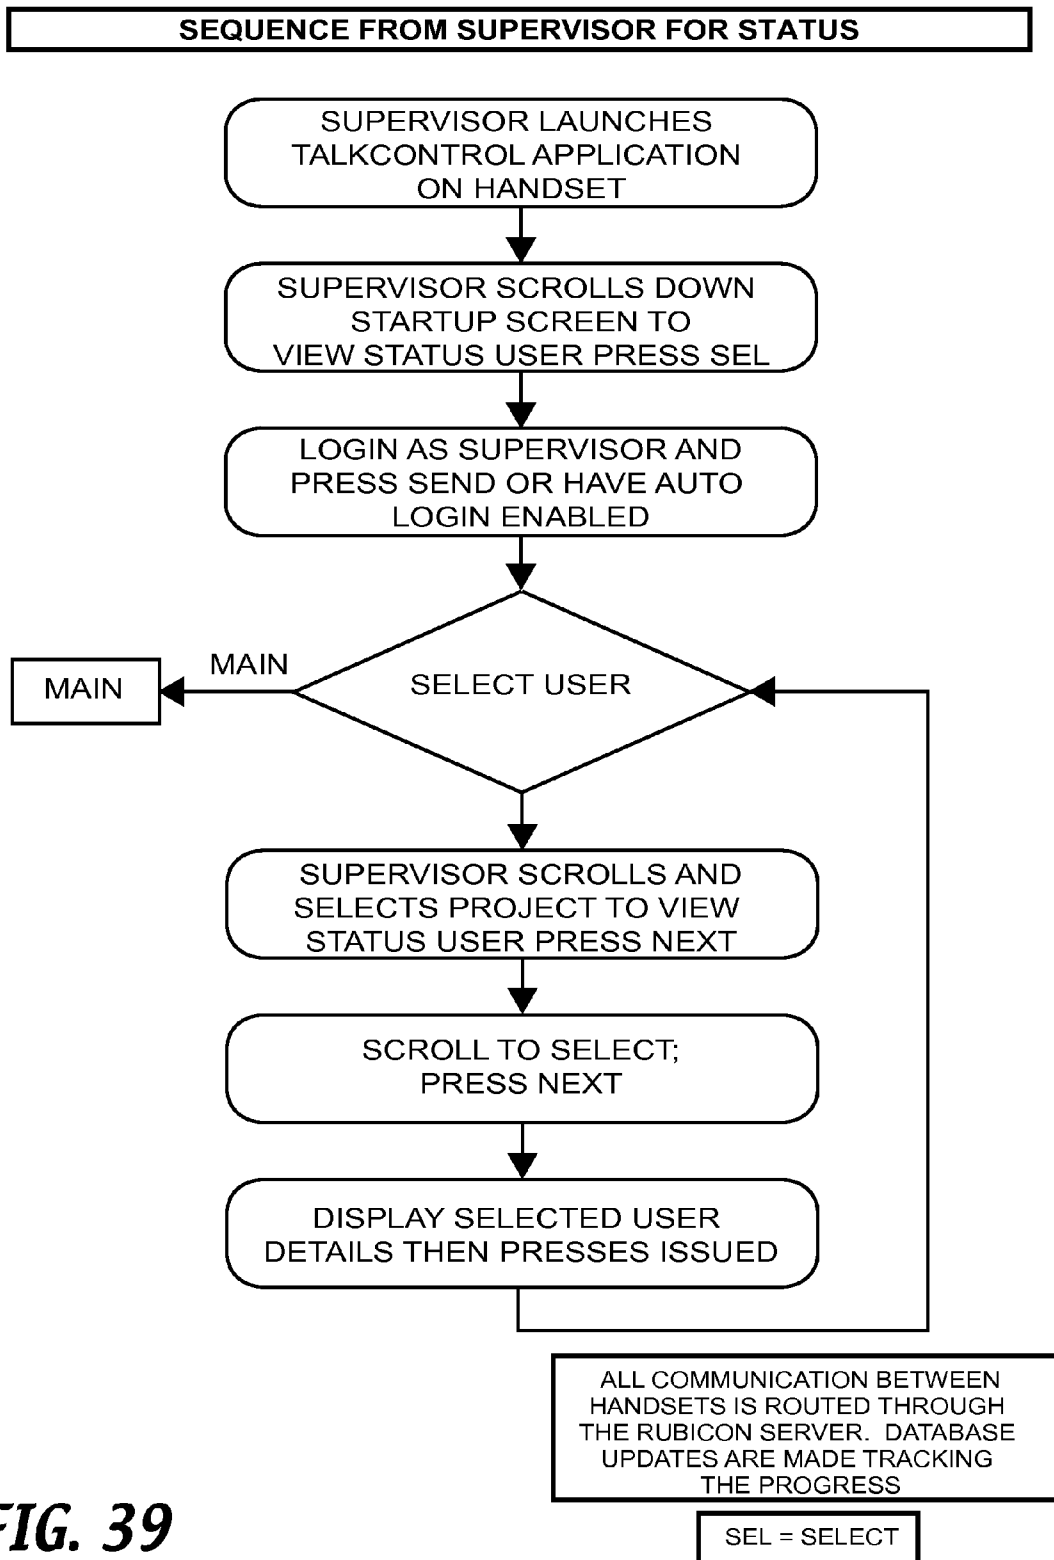 SEQUENCE FROM SUPERVISOR FOR STATUS
SUPERVISOR LAUNCHES
TALKCONTROL APPLICATION
ON HANDSET
SUPERVISOR SCROLLS DOWN
STARTUP SCREEN TO
VIEW STATUS USER PRESS SEL
LOGIN AS SUPERVISOR AND
PRESS SEND OR HAVE AUTO
LOGIN ENABLED
MAIN
MAIN
SELECT USER
SUPERVISOR SCROLLS AND
SELECTS PROJECT TO VIEW
STATUS USER PRESS NEXT
SCROLL TO SELECT;
PRESS NEXT
DISPLAY SELECTED USER
DETAILS THEN PRESSES ISSUED
ALL COMMUNICATION BETWEEN
HANDSETS IS ROUTED THROUGH
THE RUBICON SERVER. DATABASE
UPDATES ARE MADE TRACKING
THE PROGRESS
FIG. 39
SEL = SELECT